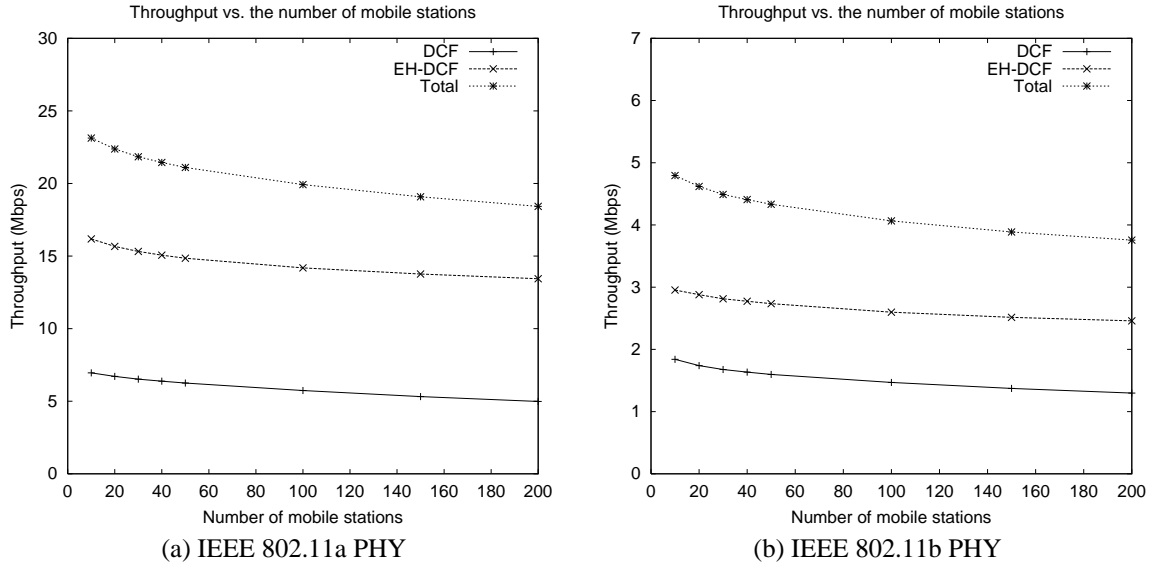 Throughput vs. the number of mobile stations
30
25
20
15
10
5
0
Throughput (Mbps)
DCF
EH-DCF
Total
0 20 40 60 80 100 120 140 160 180 200
Number of mobile stations
(a) IEEE 802.11a PHY
Throughput vs. the number of mobile stations
7
6
5
4
3
2
1
0
Throughput (Mbps)
DCF
EH-DCF
Total
0 20 40 60 80 100 120 140 160 180 200
Number of mobile stations
(b) IEEE 802.11b PHY